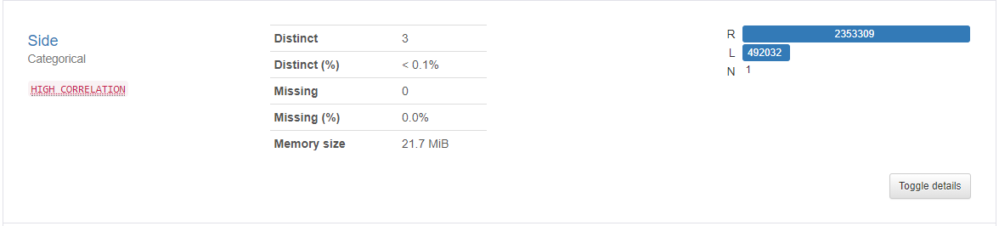 Side
Categorical
HIGH CORRELATION
Distinct 3
Distinct (%) < 0.1%
Missing 0
Missing (%) 0.0%
Memory size 21.7 MiB
R 2353309
L 492032
N 1
Toggle details